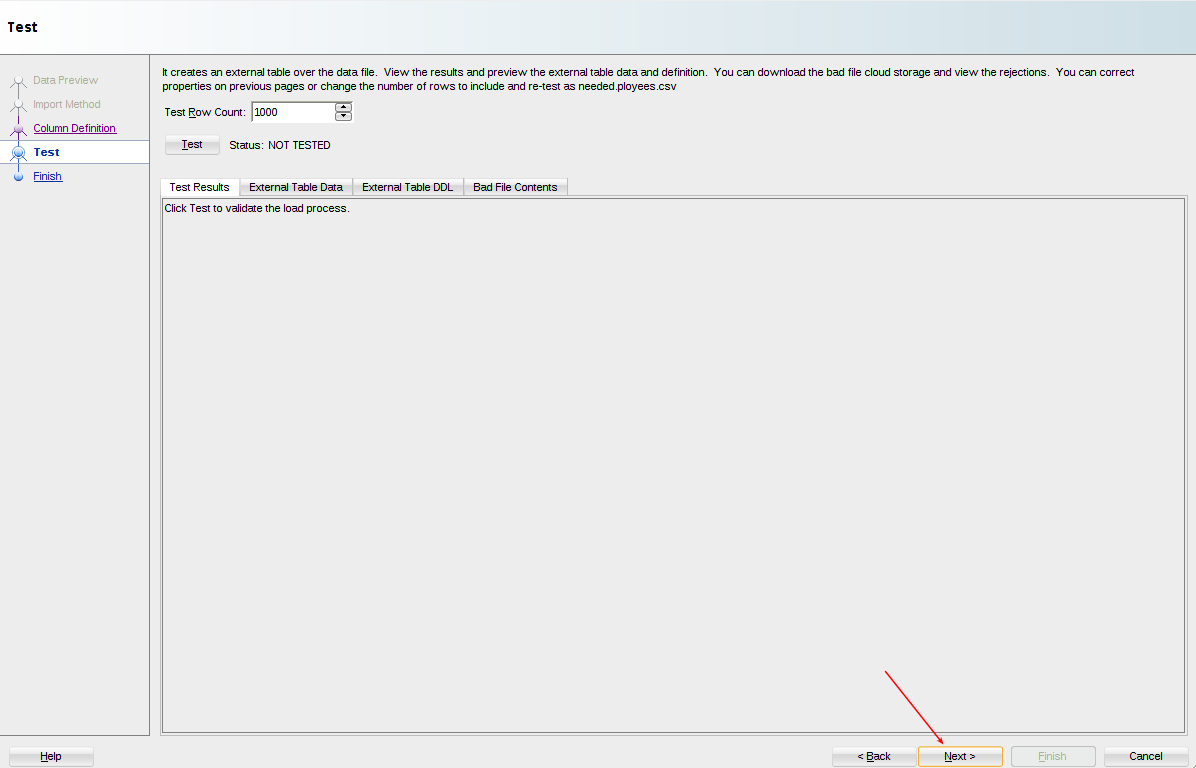 Test
Data Preview
Import Method
Column Definition
Test
Finish
It creates an external table over the data file.  View the results and preview the external table data and definition.  You can download the bad file cloud storage and view the rejections.  You can correct
properties on previous pages or change the number of rows to include and re-test as needed.ployees.csv
Test Row Count: 1000
Test Status: NOT TESTED
Test Results External Table Data External Table DDL Bad File Contents
Click Test to validate the load process.
Help < Back Next > Finish Cancel